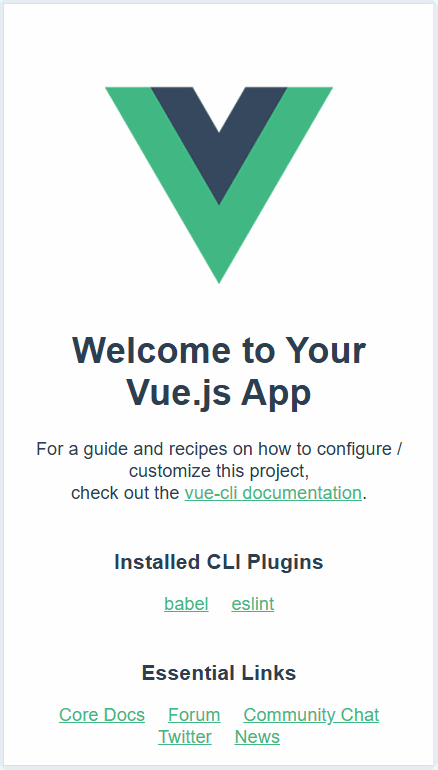 Welcome to Your
Vue.js App
For a guide and recipes on how to configure /
customize this project,
check out the vue-cli documentation.
Installed CLI Plugins
babel eslint
Essential Links
Core Docs Forum Community Chat
Twitter News